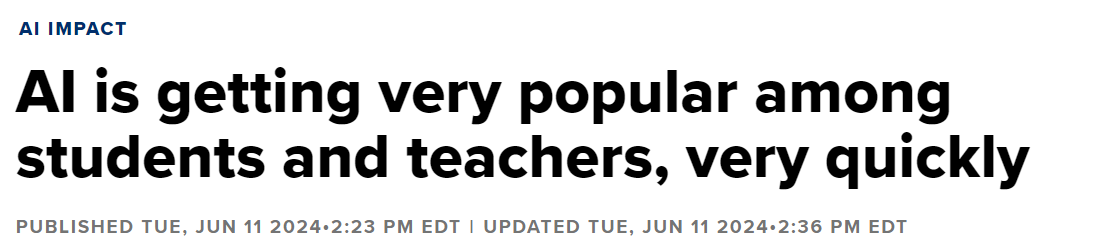 AI IMPACT
AI is getting very popular among
students and teachers, very quickly
PUBLISHED TUE, JUN 11 2024•2:23 PM EDT | UPDATED TUE, JUN 11 2024•2:36 PM EDT